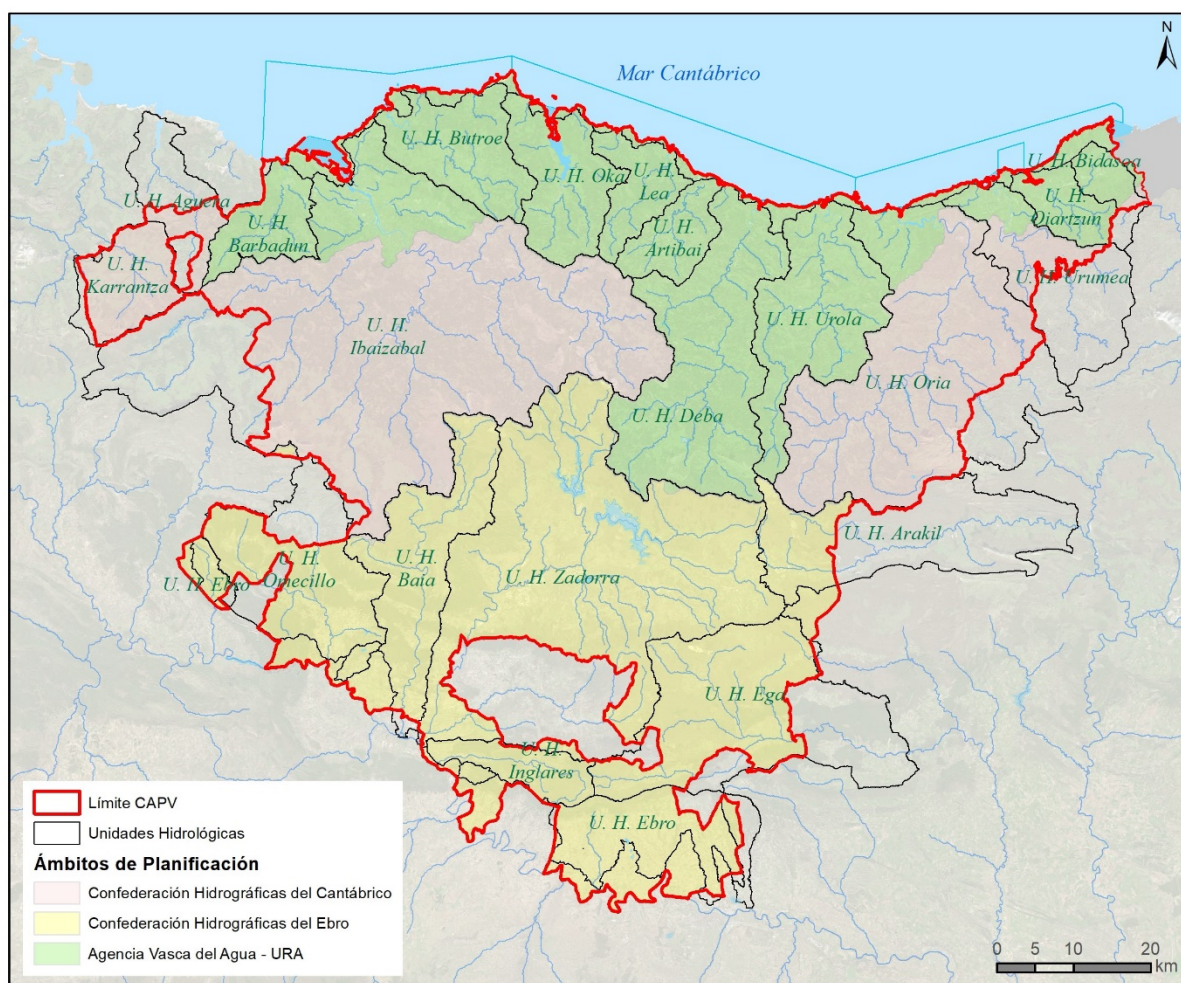 N
Mar Cantábrico
U. H. Butroe
U. H. Oka
U. H.
Lea
U. H.
Artibai
U. H. Bidasoa
U. H.
Oiartzun
U. H. Aguera
U. H.
Barbadun
U. H.
Karrantza
U. H. Urumea
U. H.
Ibaizabal
U. H. Urola
U. H. Oria
U. H. Deba
U. H. Arakil
U. H.
Omecillo
U. H. Ebro
U. H.
Baia
U. H. Zadorra
U. H. Ega
U. H.
Inglares
U. H. Ebro
Límite CAPV
Unidades Hidrológicas
Ámbitos de Planificación
Confederación Hidrográficas del Cantábrico
Confederación Hidrográficas del Ebro
Agencia Vasca del Agua - URA
0 5 10 20
km